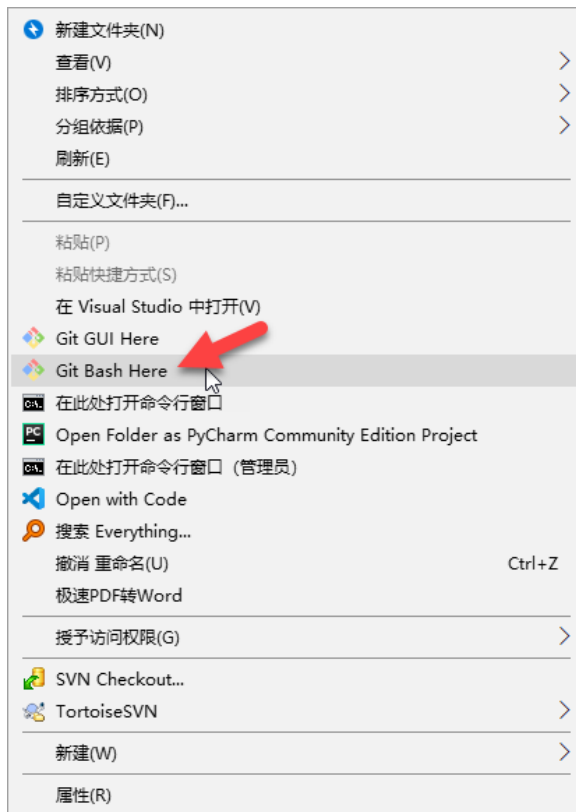 新建文件夹(N)
查看(V)
排序方式(O)
分组依据(P)
刷新(E)
自定义文件夹(F)...
粘贴(P)
粘贴快捷方式(S)
在 Visual Studio 中打开(V)
Git GUI Here
Git Bash Here
在此处打开命令行窗口
Open Folder as PyCharm Community Edition Project
在此处打开命令行窗口（管理员）
Open with Code
搜索 Everything...
撤消 重命名(U) Ctrl+Z
极速PDF转Word
授予访问权限(G)
SVN Checkout...
TortoiseSVN
新建(W)
属性(R)